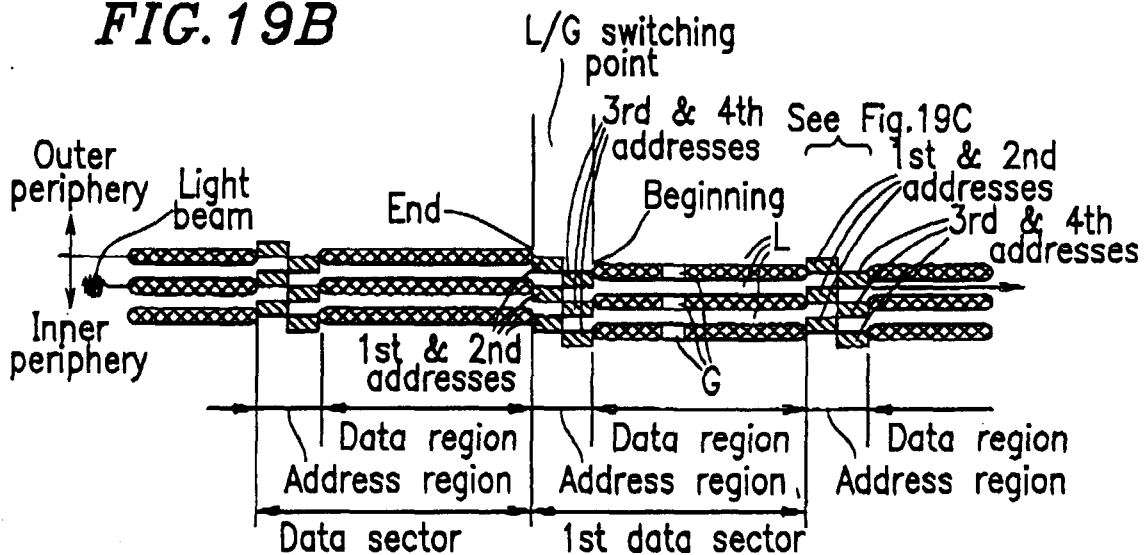 FIG. 19B
L/G switching
point
3rd & 4th
addresses
See Fig.19C
1st & 2nd
addresses
3rd & 4th
addresses
Outer
periphery
Light
beam
End
Beginning
L
Inner
periphery
1st & 2nd
addresses
G
Data region
Data region
Data region
Address region
Address region
Address region
Data sector
1st data sector